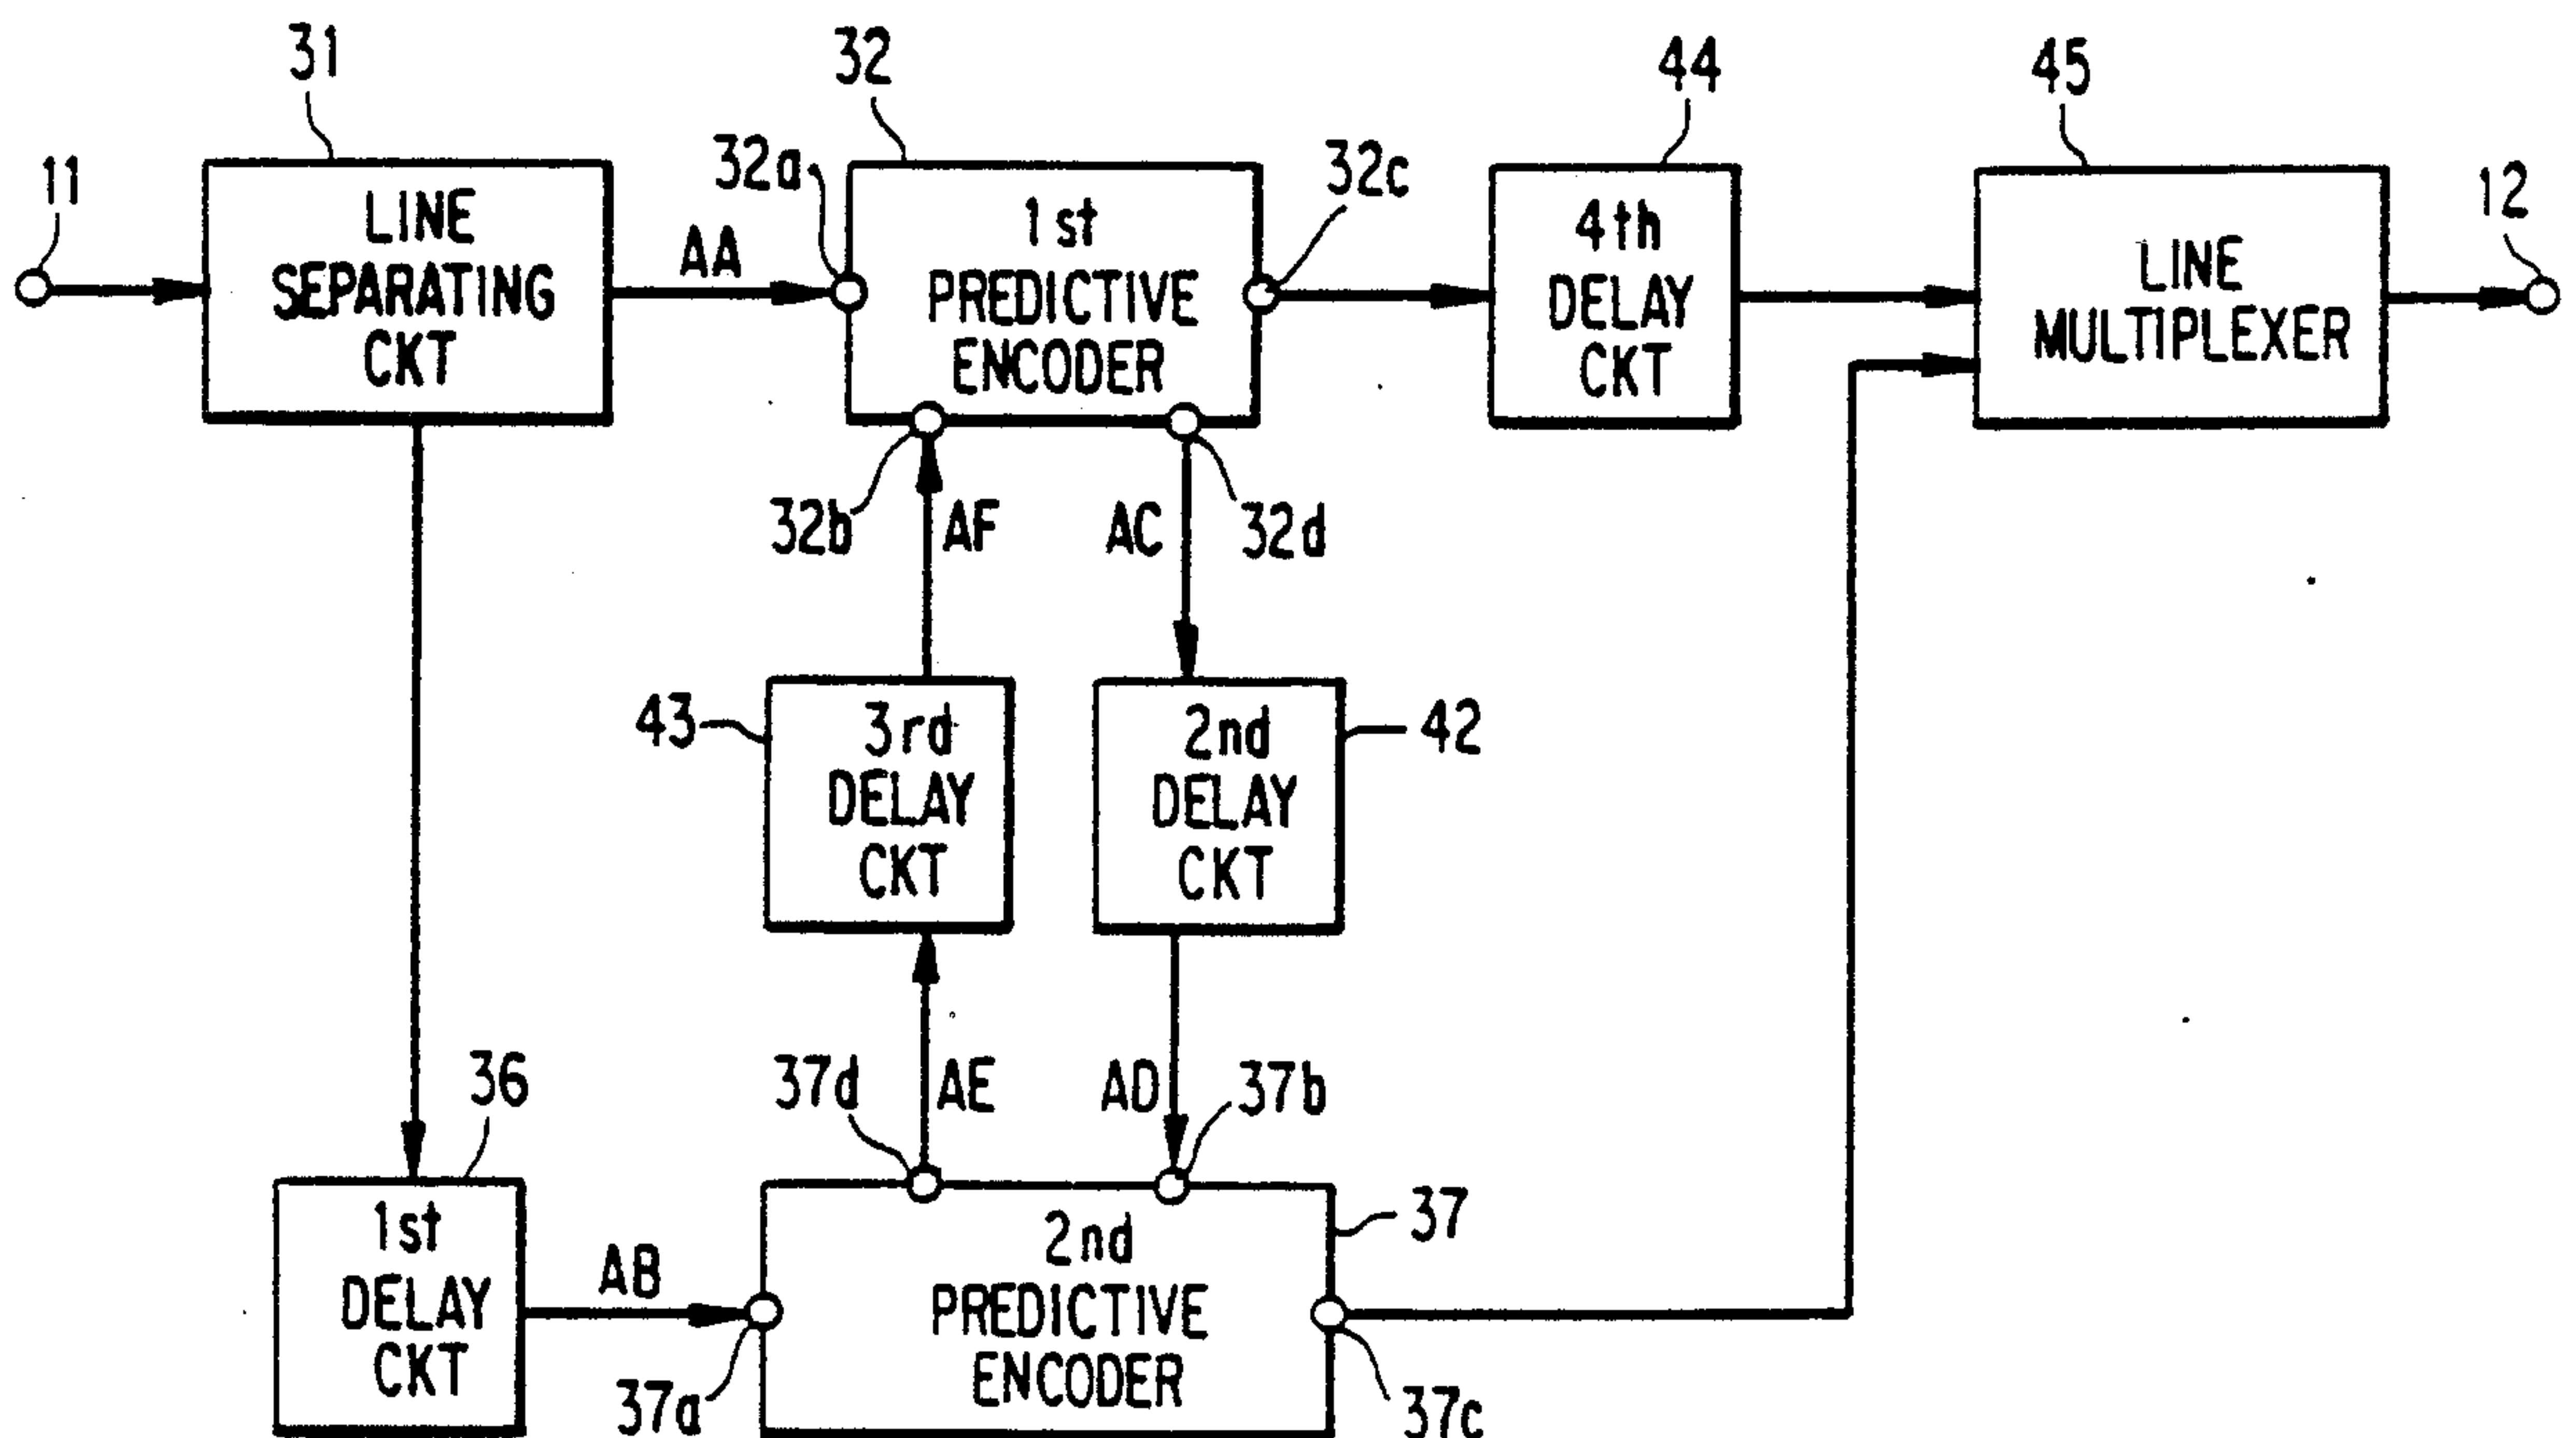 31
32
44
45
11
32a
32c
12
LINE
SEPARATING
CKT
AA
1st
PREDICTIVE
ENCODER
4th
DELAY
CKT
LINE
MULTIPLEXER
32b
AF
AC
32d
43
3rd
DELAY
CKT
2nd
DELAY
CKT
42
36
37d
AE
AD
37b
1st
DELAY
CKT
AB
37a
2nd
PREDICTIVE
ENCODER
37
37c